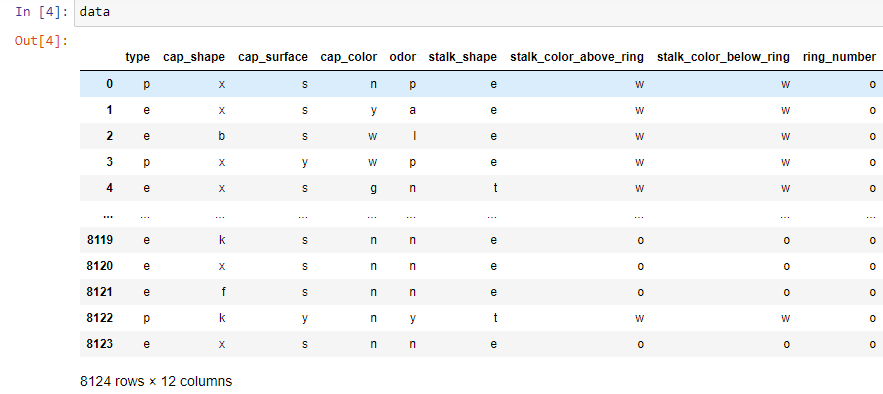 In [4]: data
Out[4]:
type cap_shape cap_surface cap_color odor stalk_shape stalk_color_above_ring stalk_color_below_ring ring_number
0 p x s n p e w w o
1 e x s y a e w w o
2 e b s w l e w w o
3 p x y w p e w w o
4 e x s g n t w w o
... ... ... ... ... ... ... ... ... ...
8119 e k s n n e o o o
8120 e x s n n e o o o
8121 e f s n n e o o o
8122 p k y n y t w w o
8123 e x s n n e o o o
8124 rows × 12 columns